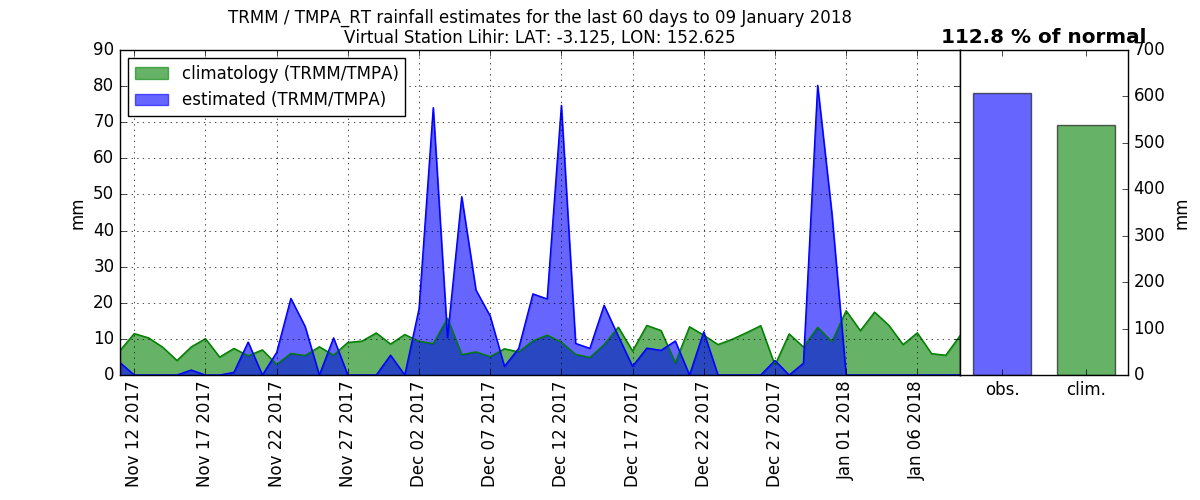 TRMM / TMPA_RT rainfall estimates for the last 60 days to 09 January 2018
Virtual Station Lihir: LAT: -3.125, LON: 152.625
112.8 % of normal
climatology (TRMM/TMPA)
estimated (TRMM/TMPA)
90
80
70
60
50
40
30
20
10
0
mm
Nov 12 2017
Nov 17 2017
Nov 22 2017
Nov 27 2017
Dec 02 2017
Dec 07 2017
Dec 12 2017
Dec 17 2017
Dec 22 2017
Dec 27 2017
Jan 01 2018
Jan 06 2018
obs.
clim.
700
600
500
400
300
200
100
0
mm